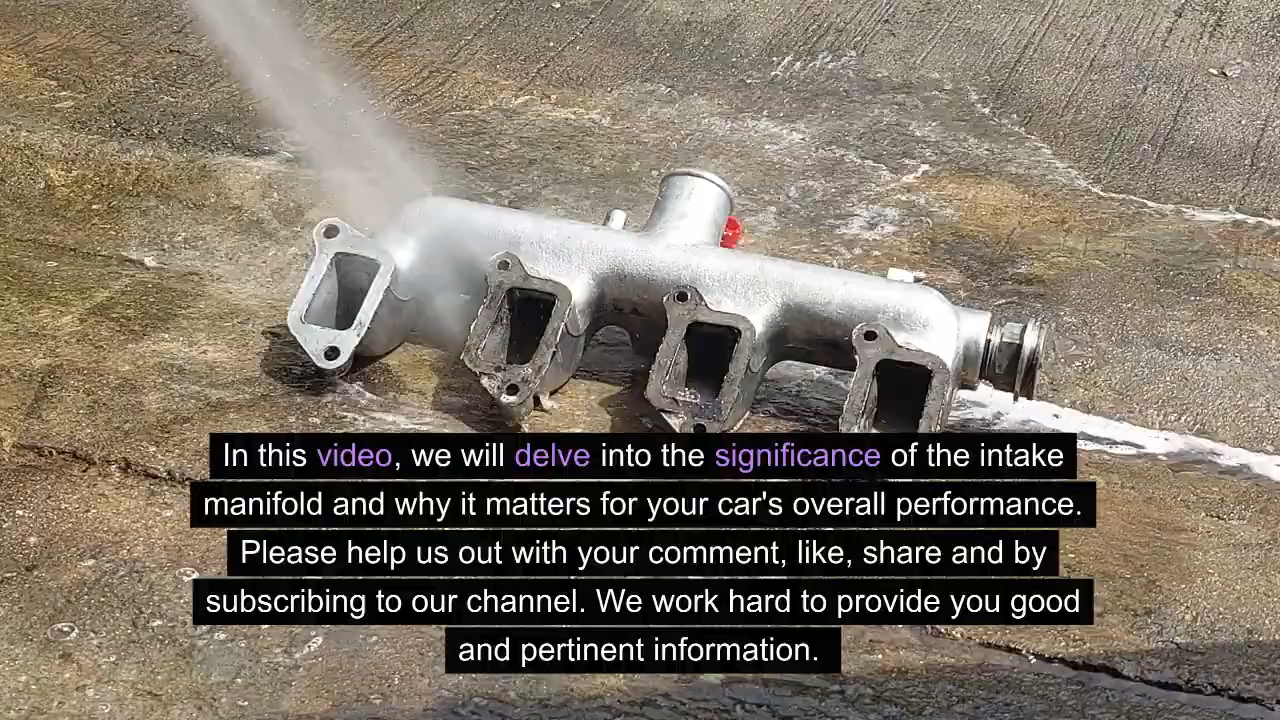 In this video, we will delve into the significance of the intake
manifold and why it matters for your car's overall performance.
Please help us out with your comment, like, share and by
subscribing to our channel. We work hard to provide you good
and pertinent information.